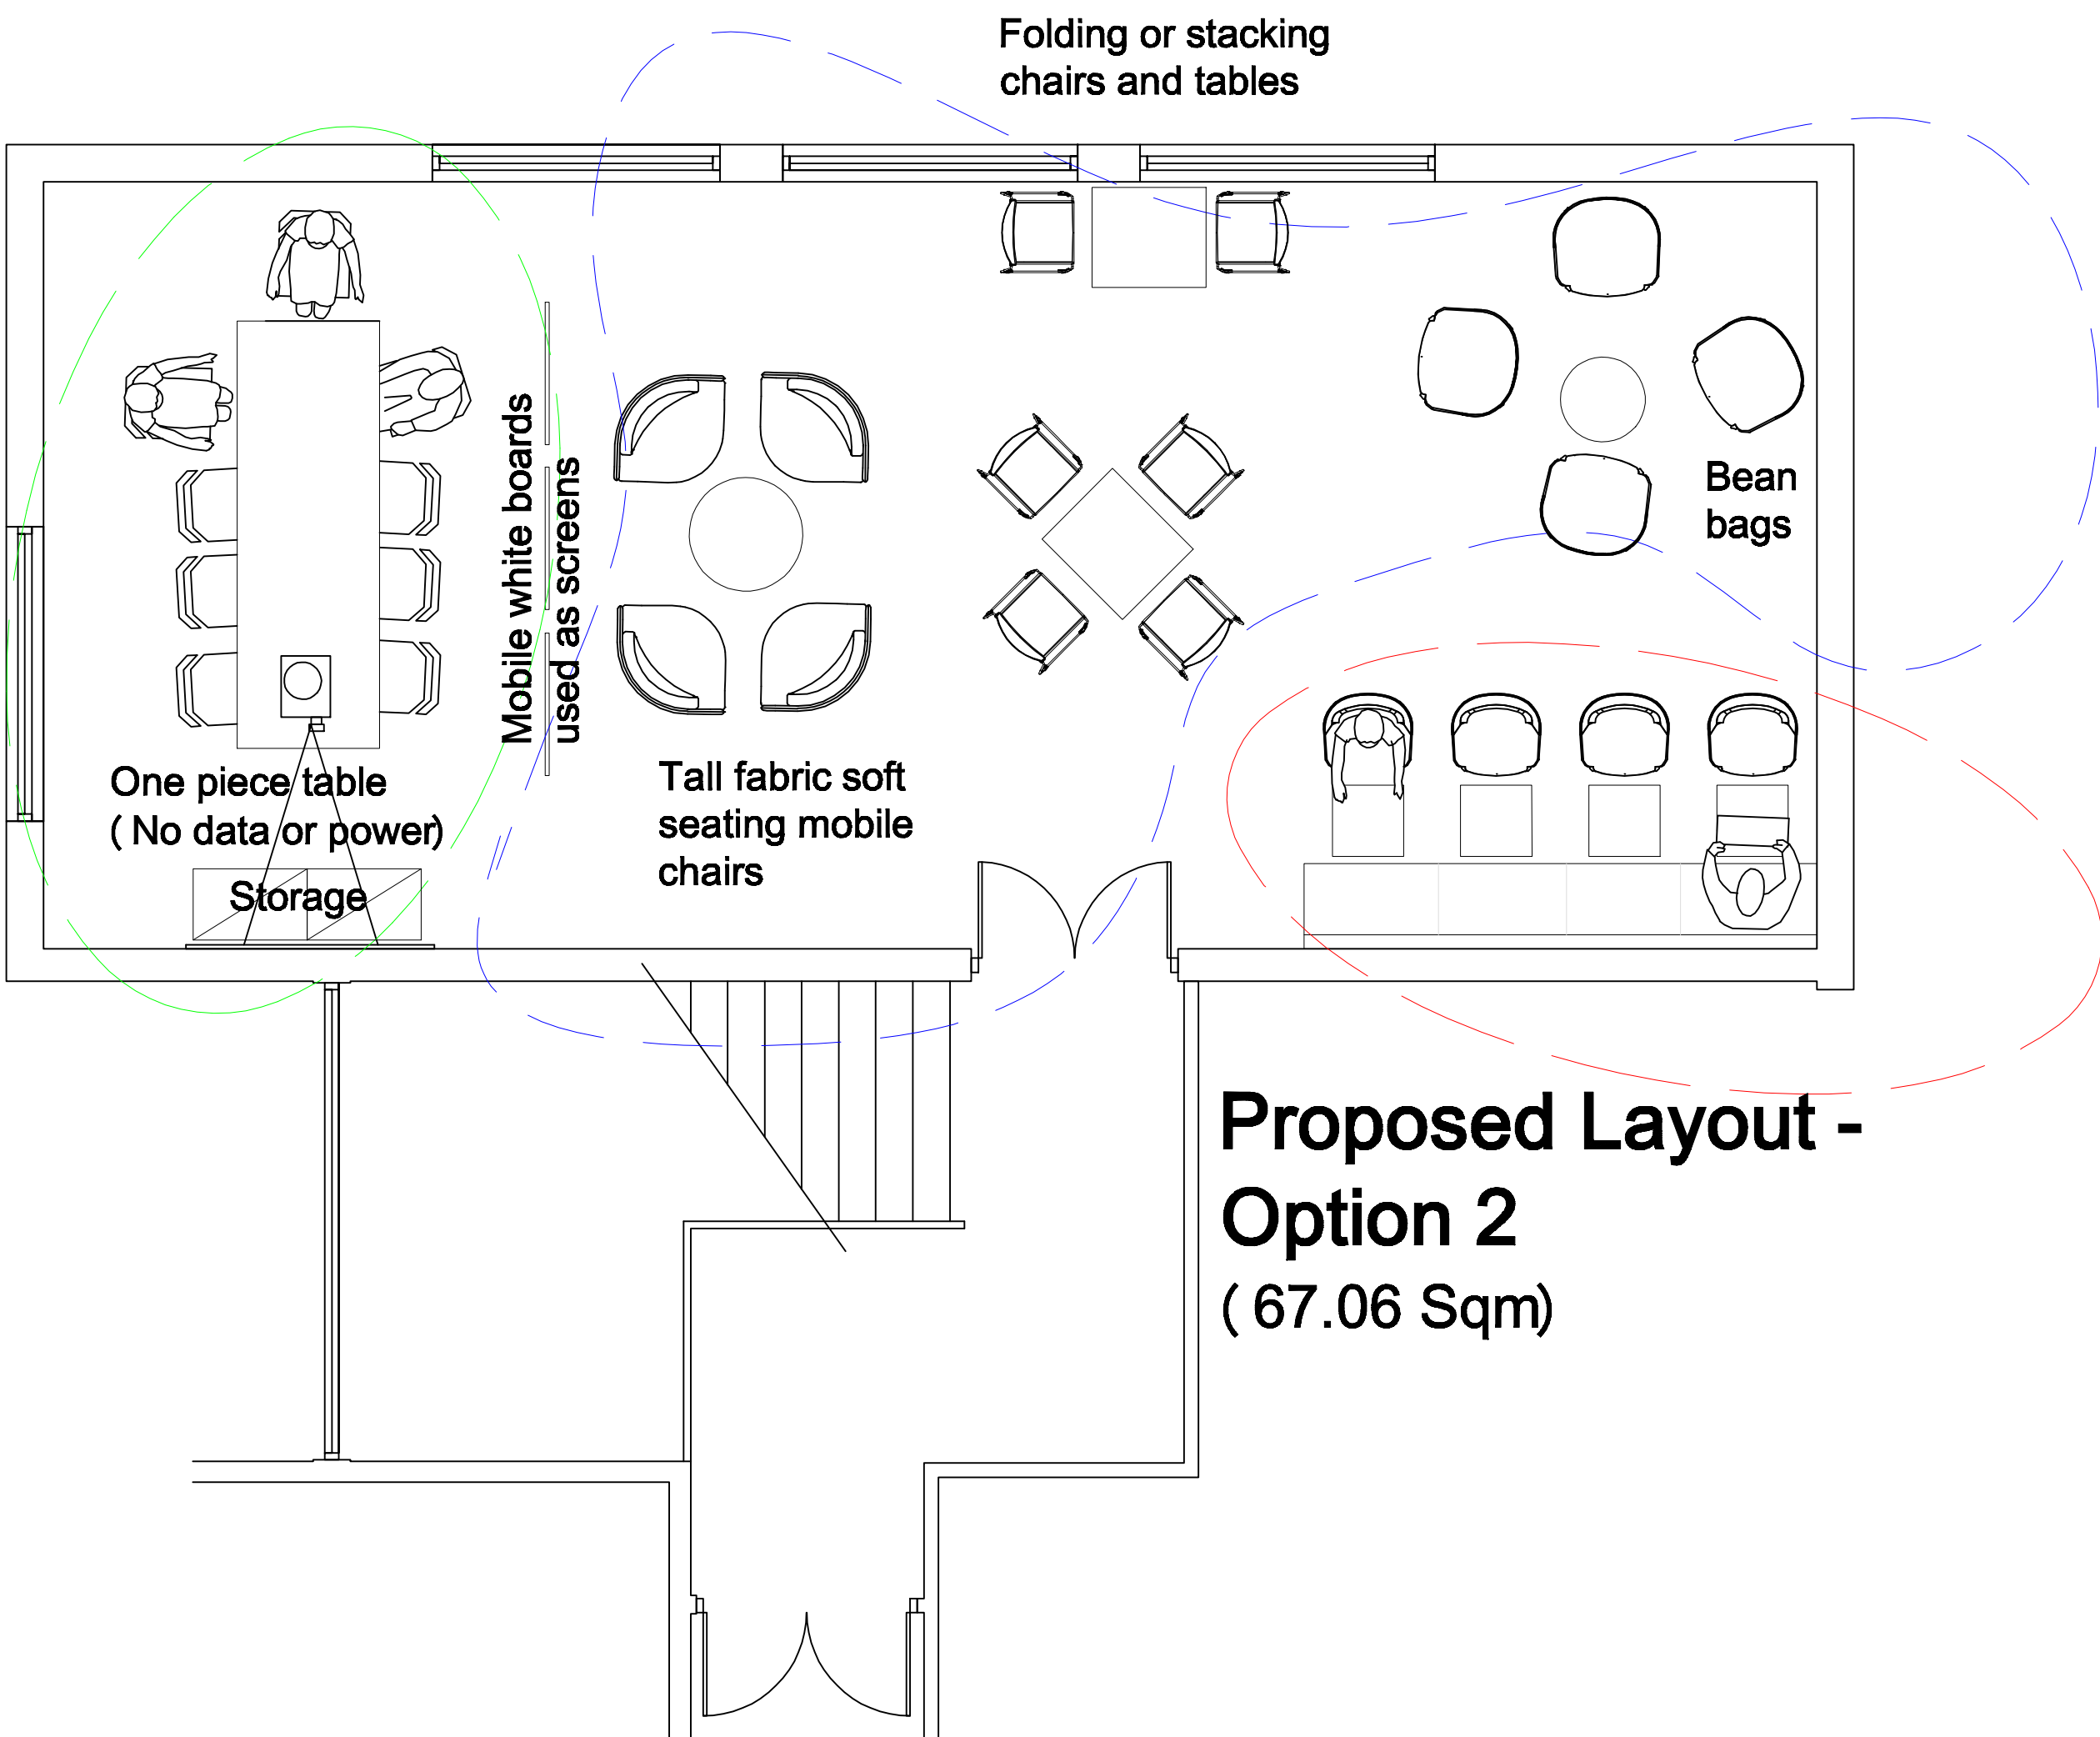 Folding or stacking
chairs and tables
Mobile white boards
used as screens
Bean
bags
One piece table
( No data or power)
Storage
Tall fabric soft
seating mobile
chairs
Proposed Layout -
Option 2
( 67.06 Sqm)